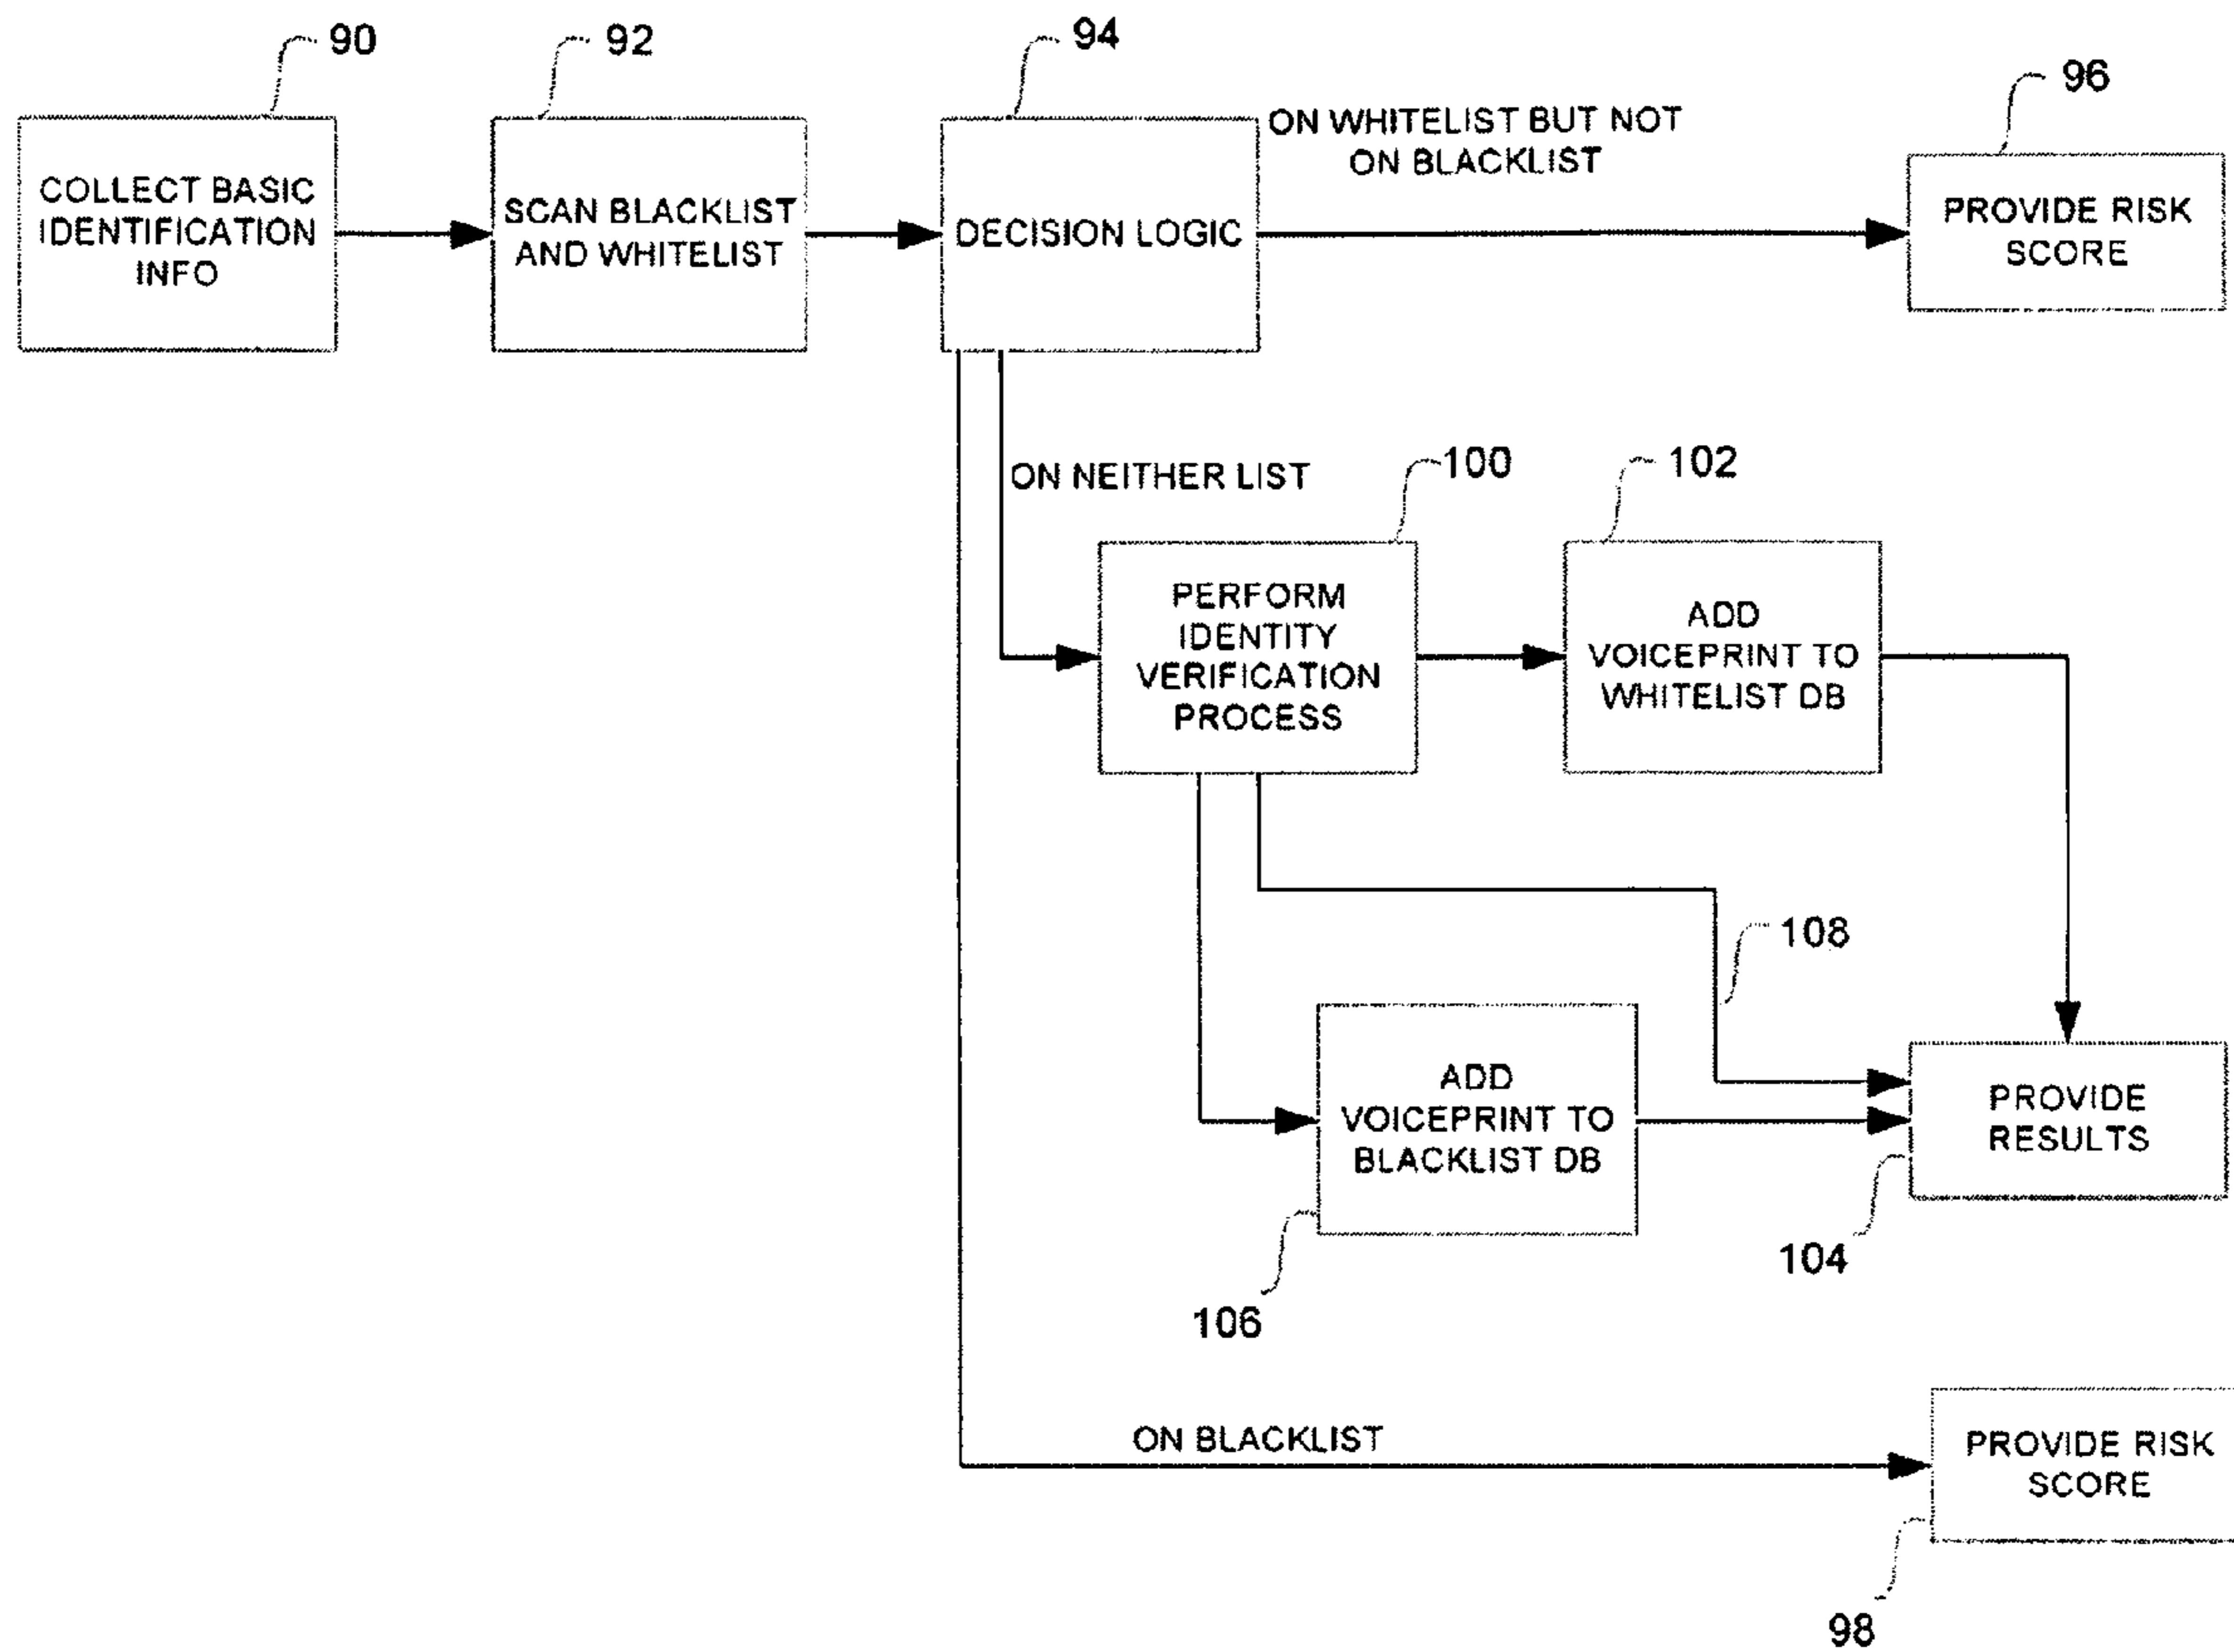 90
92
94
96
COLLECT BASIC
IDENTIFICATION
INFO
SCAN BLACKLIST
AND WHITELIST
DECISION LOGIC
ON WHITELIST BUT NOT
ON BLACKLIST
PROVIDE RISK
SCORE
ON NEITHER LIST
100
102
PERFORM
IDENTITY
VERIFICATION
PROCESS
ADD
VOICEPRINT TO
WHITELIST DB
108
ADD
VOICEPRINT TO
BLACKLIST DB
PROVIDE
RESULTS
104
106
ON BLACKLIST
PROVIDE RISK
SCORE
98